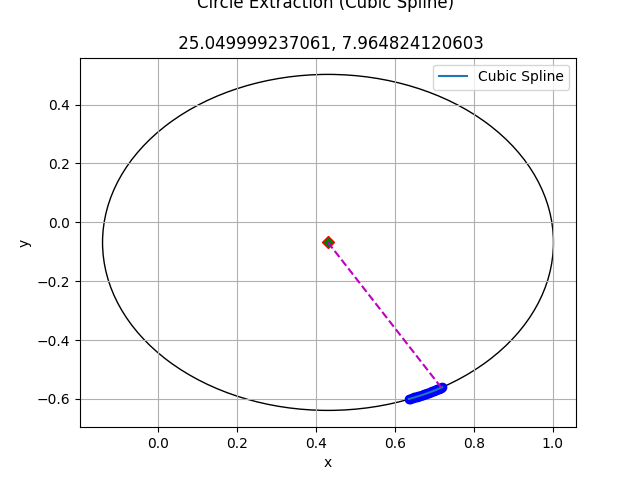 Circle Extraction (Cubic Spline)
25.049999237061, 7.964824120603
Cubic Spline
0.4
0.2
0.0
−0.2
−0.4
−0.6
y
0.0 0.2 0.4 0.6 0.8 1.0
x